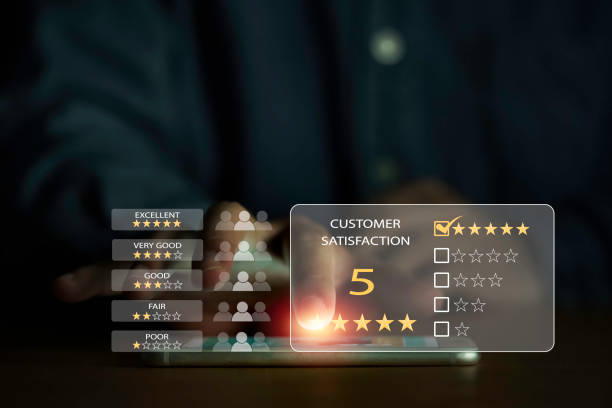 EXCELLENT
VERY GOOD
GOOD
FAIR
POOR
CUSTOMER
SATISFACTION
5